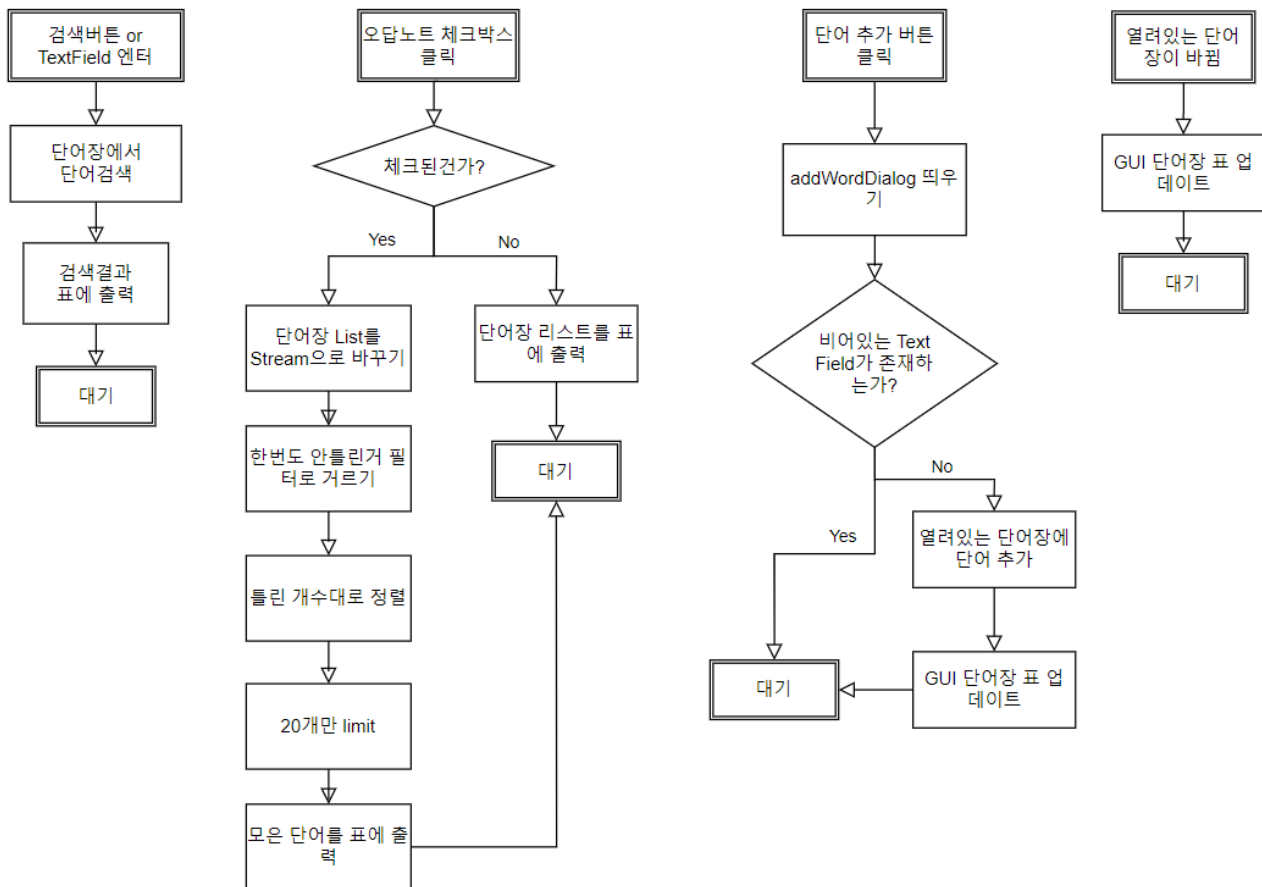 검색버튼 or
TextField 엔터
단어장에서
단어검색
검색결과
표에 출력
대기
오답노트 체크박스
클릭
체크된건가?
Yes
No
단어장 List를
Stream으로 바꾸기
한번도 안틀린거 필
터로 거르기
틀린 개수대로 정렬
20개만 limit
모은 단어를 표에 출
력
단어장 리스트를 표
에 출력
대기
단어 추가 버튼
클릭
addWordDialog 띄우
기
비어있는 Text
Field가 존재하
는가?
No
Yes
열려있는 단어장에
단어 추가
GUI 단어장 표 업
데이트
대기
열려있는 단어
장이 바뀜
GUI 단어장 표 업
데이트
대기